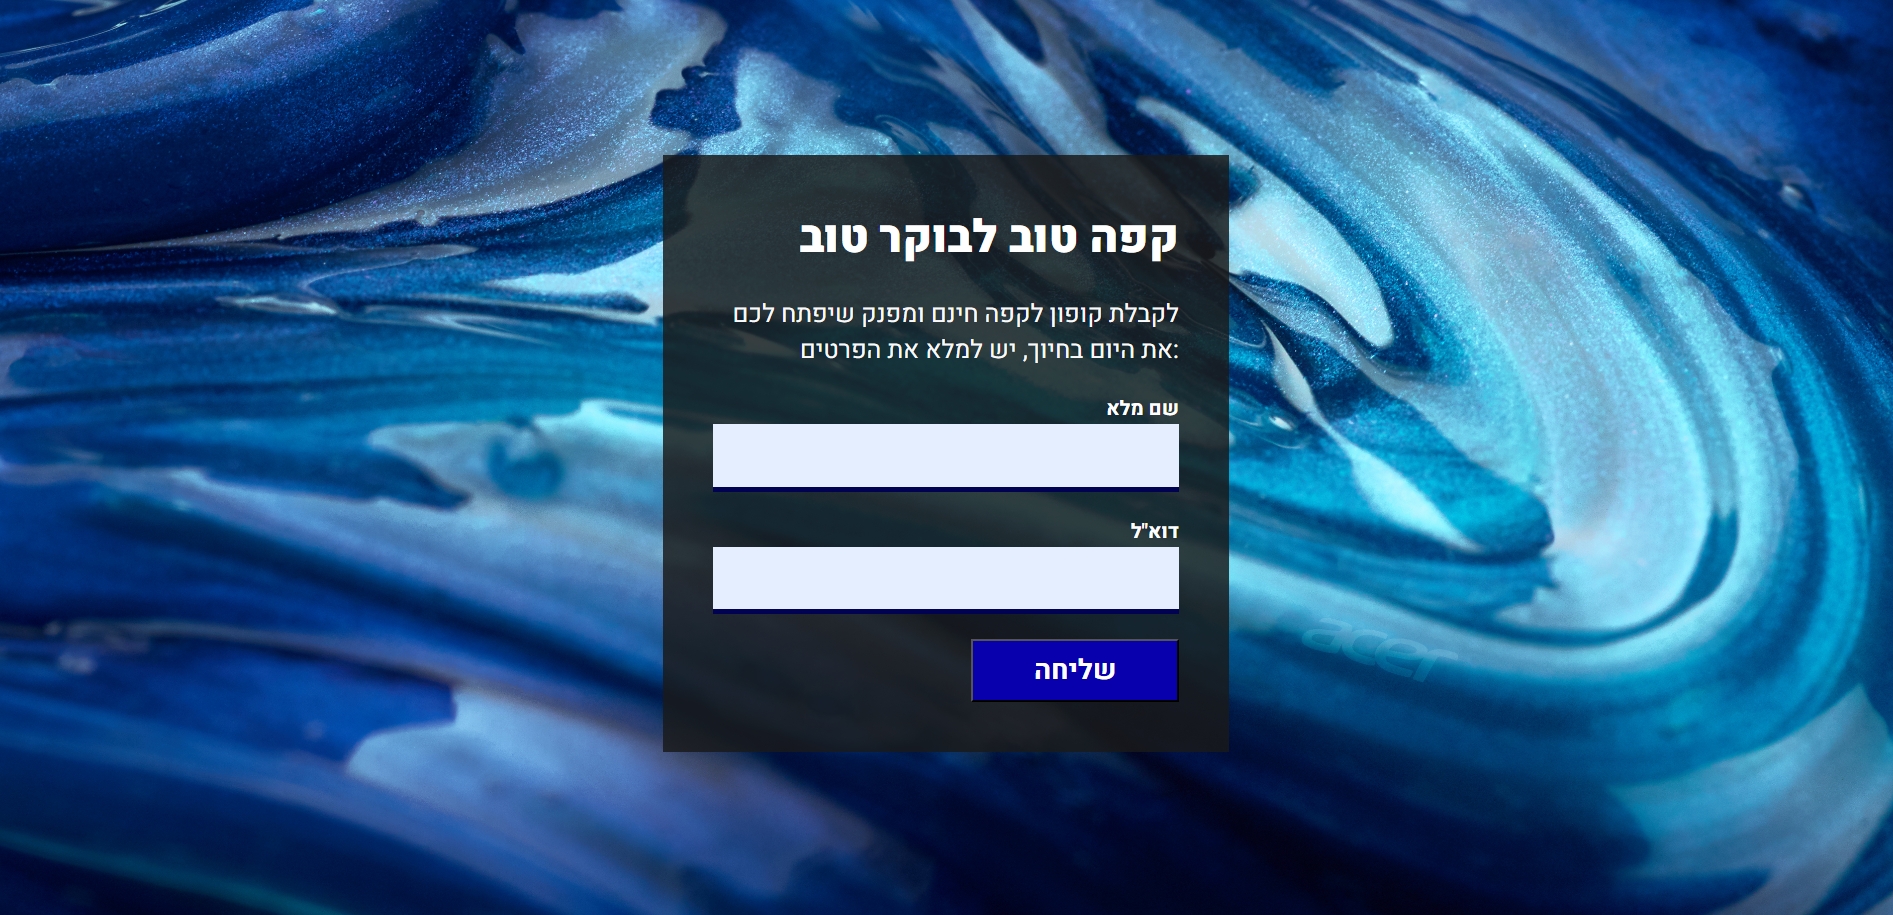 קפה טוב לבוקר טוב
לקבלת קופון לקפה חינם ומפנק שיפתח לכם
:את היום בחיוך, יש למלא את הפרטים
שם מלא
דוא"ל
שליחה
acer